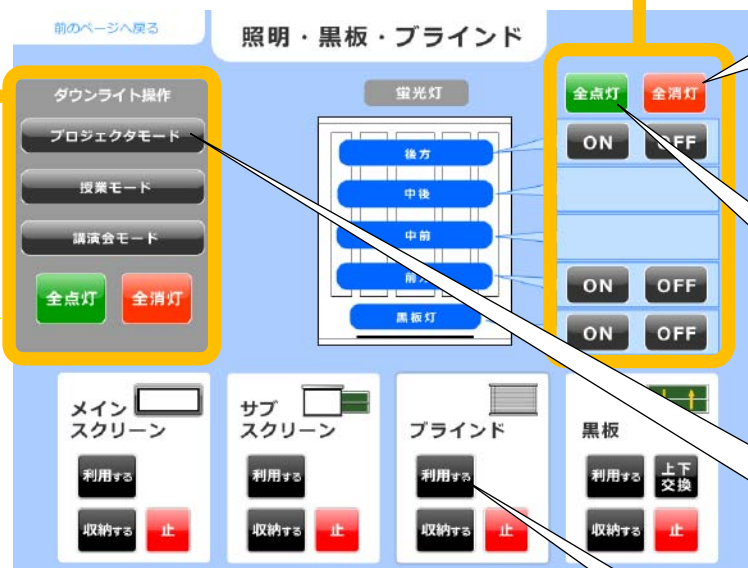 前のページへ戻る
照明・黒板・ブラインド
ダウンライト操作
プロジェクタモード
授業モード
講演会モード
全点灯 全消灯
蛍光灯
後方
中後
中前
前方
黒板灯
全点灯 全消灯
ON OFF
ON OFF
ON OFF
メイン
スクリーン
利用する
収納する 止
サブ
スクリーン
利用する
収納する 止
ブラインド
利用する
収納する 止
黒板
利用する 上下
交換
収納する 止